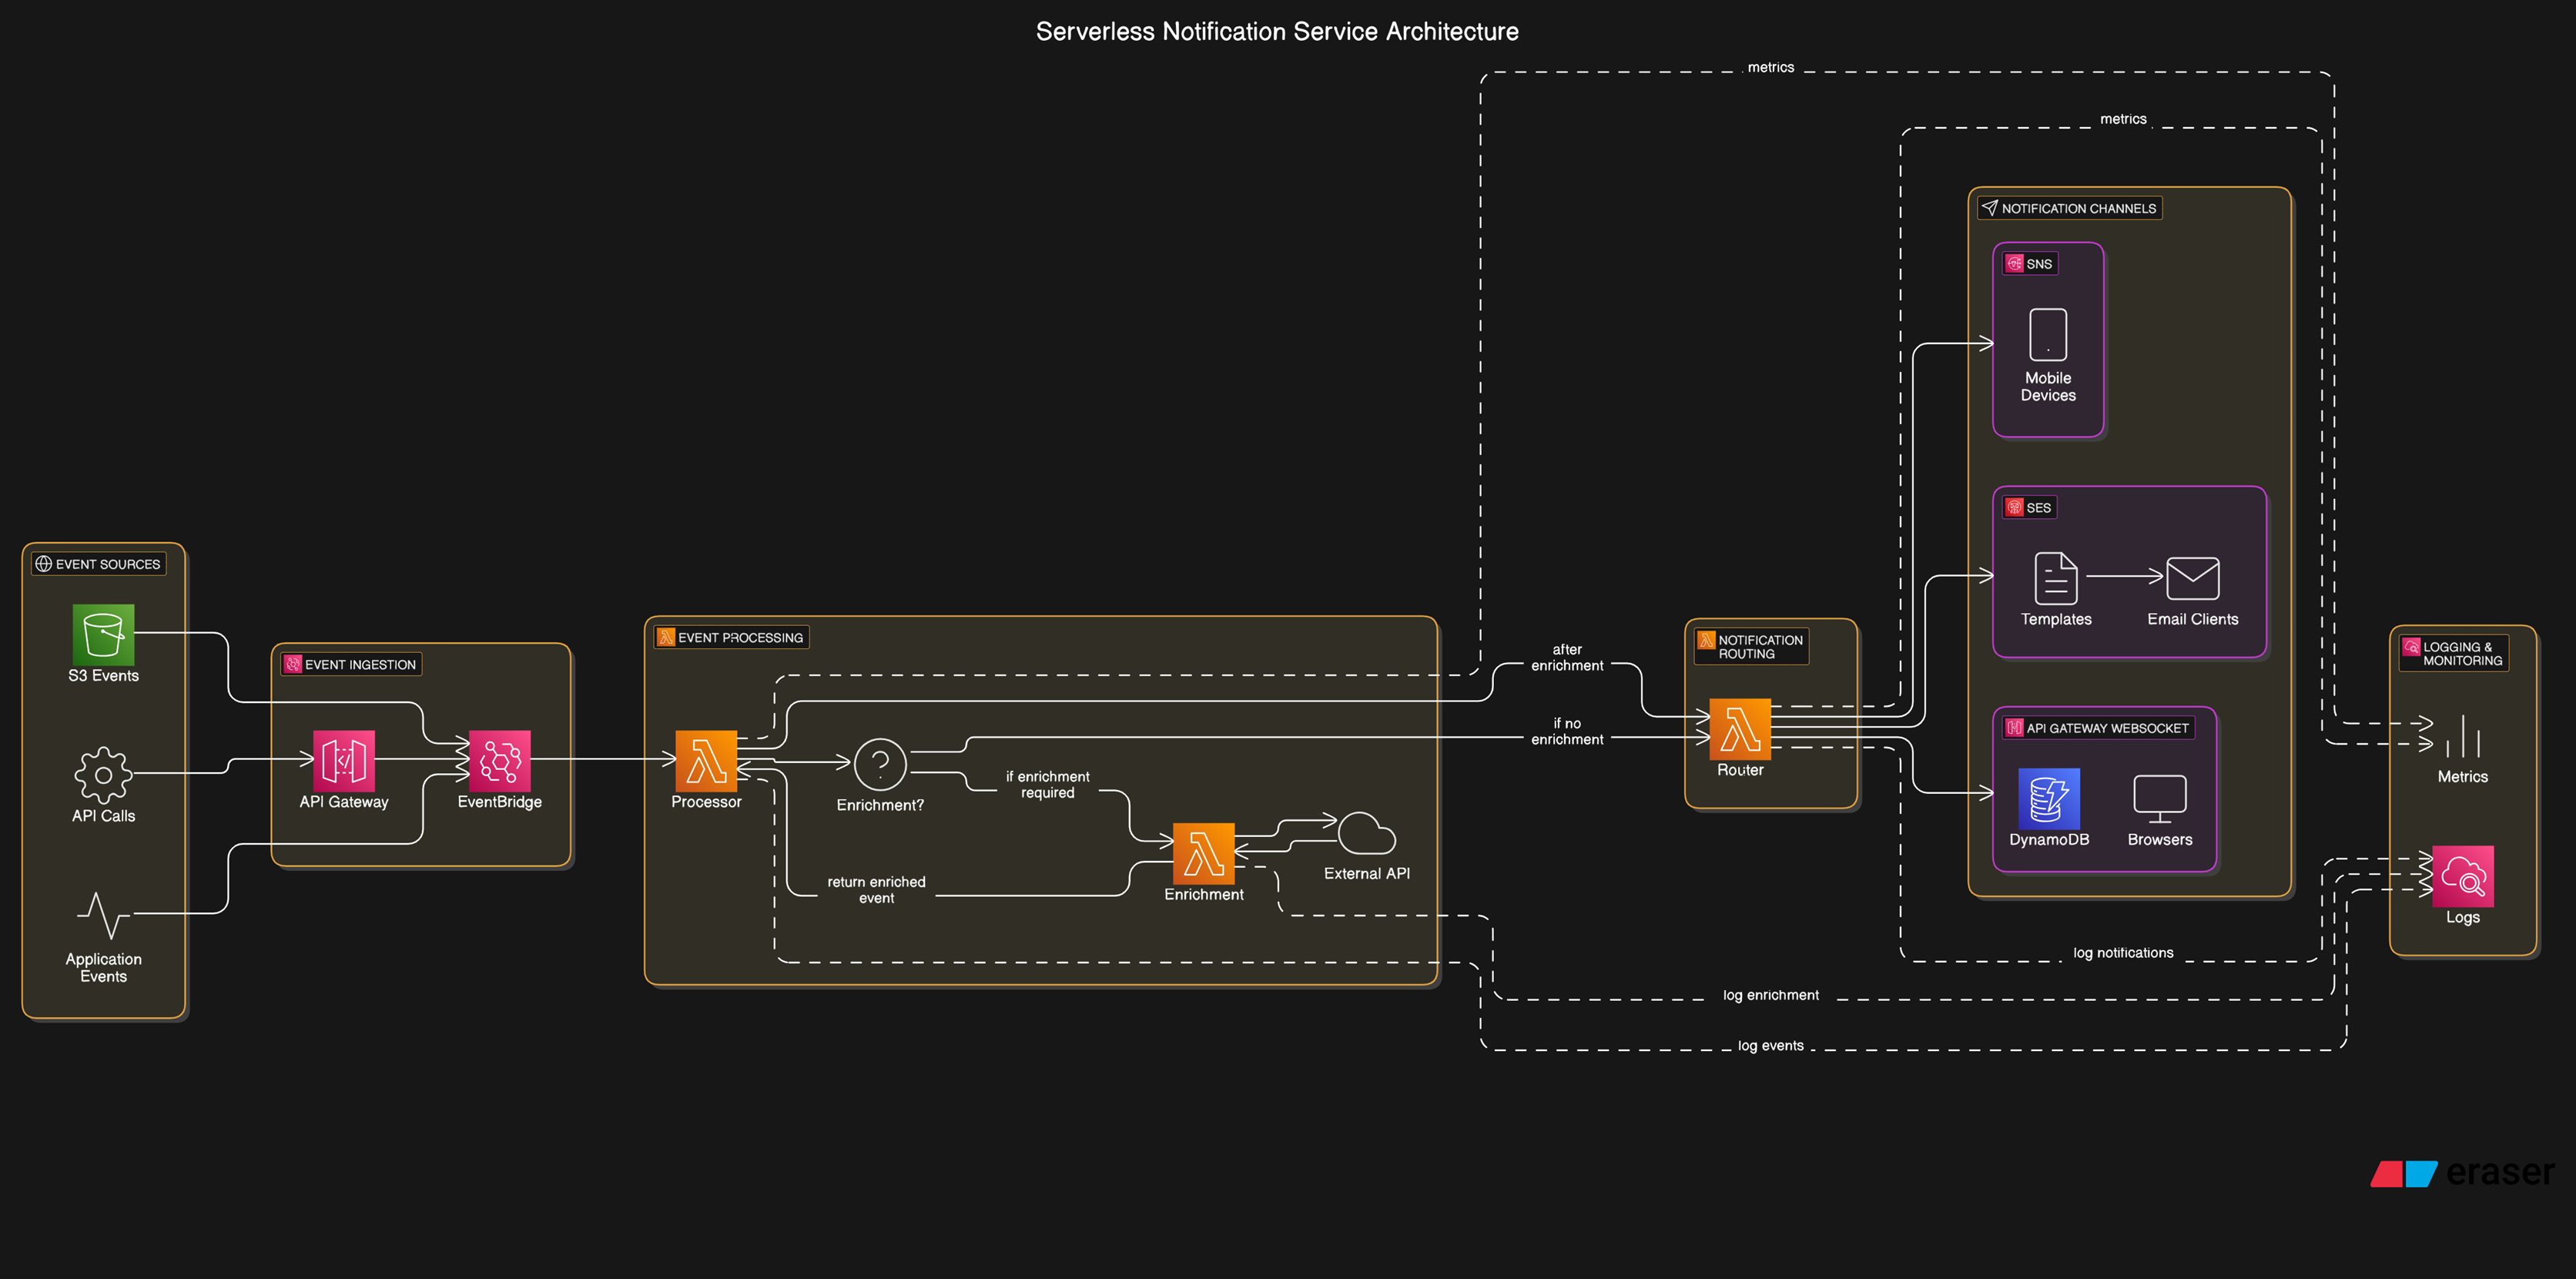 Serverless Notification Service Architecture
metrics
metrics
NOTIFICATION CHANNELS
SNS
Mobile
Devices
SES
Templates
Email Clients
API GATEWAY WEBSOCKET
DynamoDB
Browsers
EVENT SOURCES
S3 Events
API Calls
Application
Events
EVENT INGESTION
API Gateway
EventBridge
EVENT PROCESSING
Processor
Enrichment?
if enrichment
required
return enriched
event
Enrichment
External API
after
enrichment
if no
enrichment
NOTIFICATION
ROUTING
Router
LOGGING &
MONITORING
Metrics
Logs
log notifications
log enrichment
log events
eraser